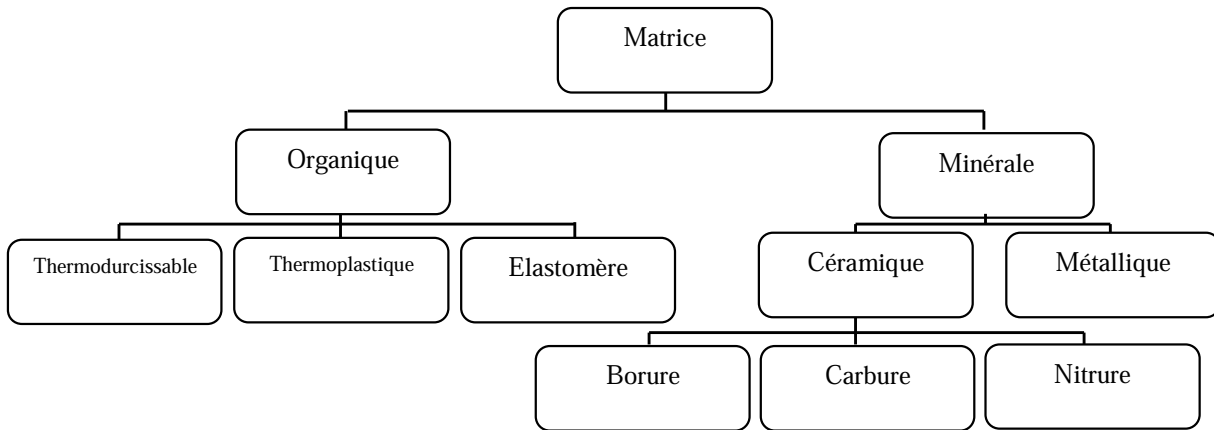 Matrice
Organique
Minérale
Thermodurcissable
Thermoplastique
Elastomère
Céramique
Métallique
Borure
Carbure
Nitrure